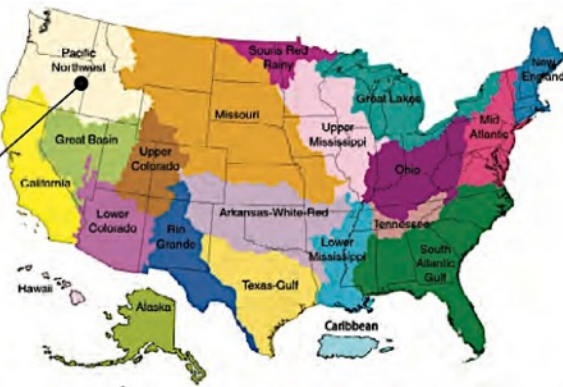 Pacific
Northwest
Souris Red
Rainy
New
England
Great Lakes
Missouri
Upper
Mississippi
Mid
Atlantic
Great Basin
Upper
Colorado
Ohio
California
Lower
Colorado
Rio
Grande
Arkansas-White-Red
Tennessee
Lower
Mississippi
South
Atlantic
Gulf
Texas-Gulf
Hawaii
Alaska
Caribbean